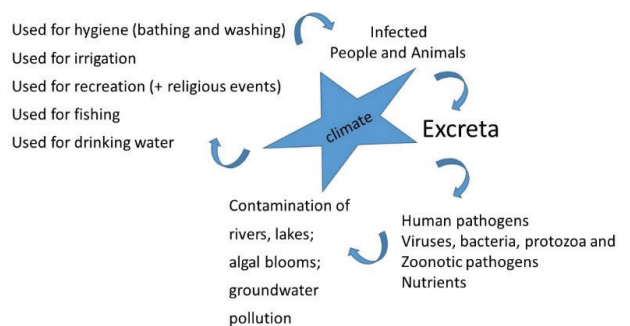 Used for hygiene (bathing and washing)
Used for irrigation
Used for recreation (+ religious events)
Used for fishing
Used for drinking water
Infected
People and Animals
climate
Excreta
Human pathogens
Viruses, bacteria, protozoa and
Zoonotic pathogens
Nutrients
Contamination of
rivers, lakes;
algal blooms;
groundwater
pollution